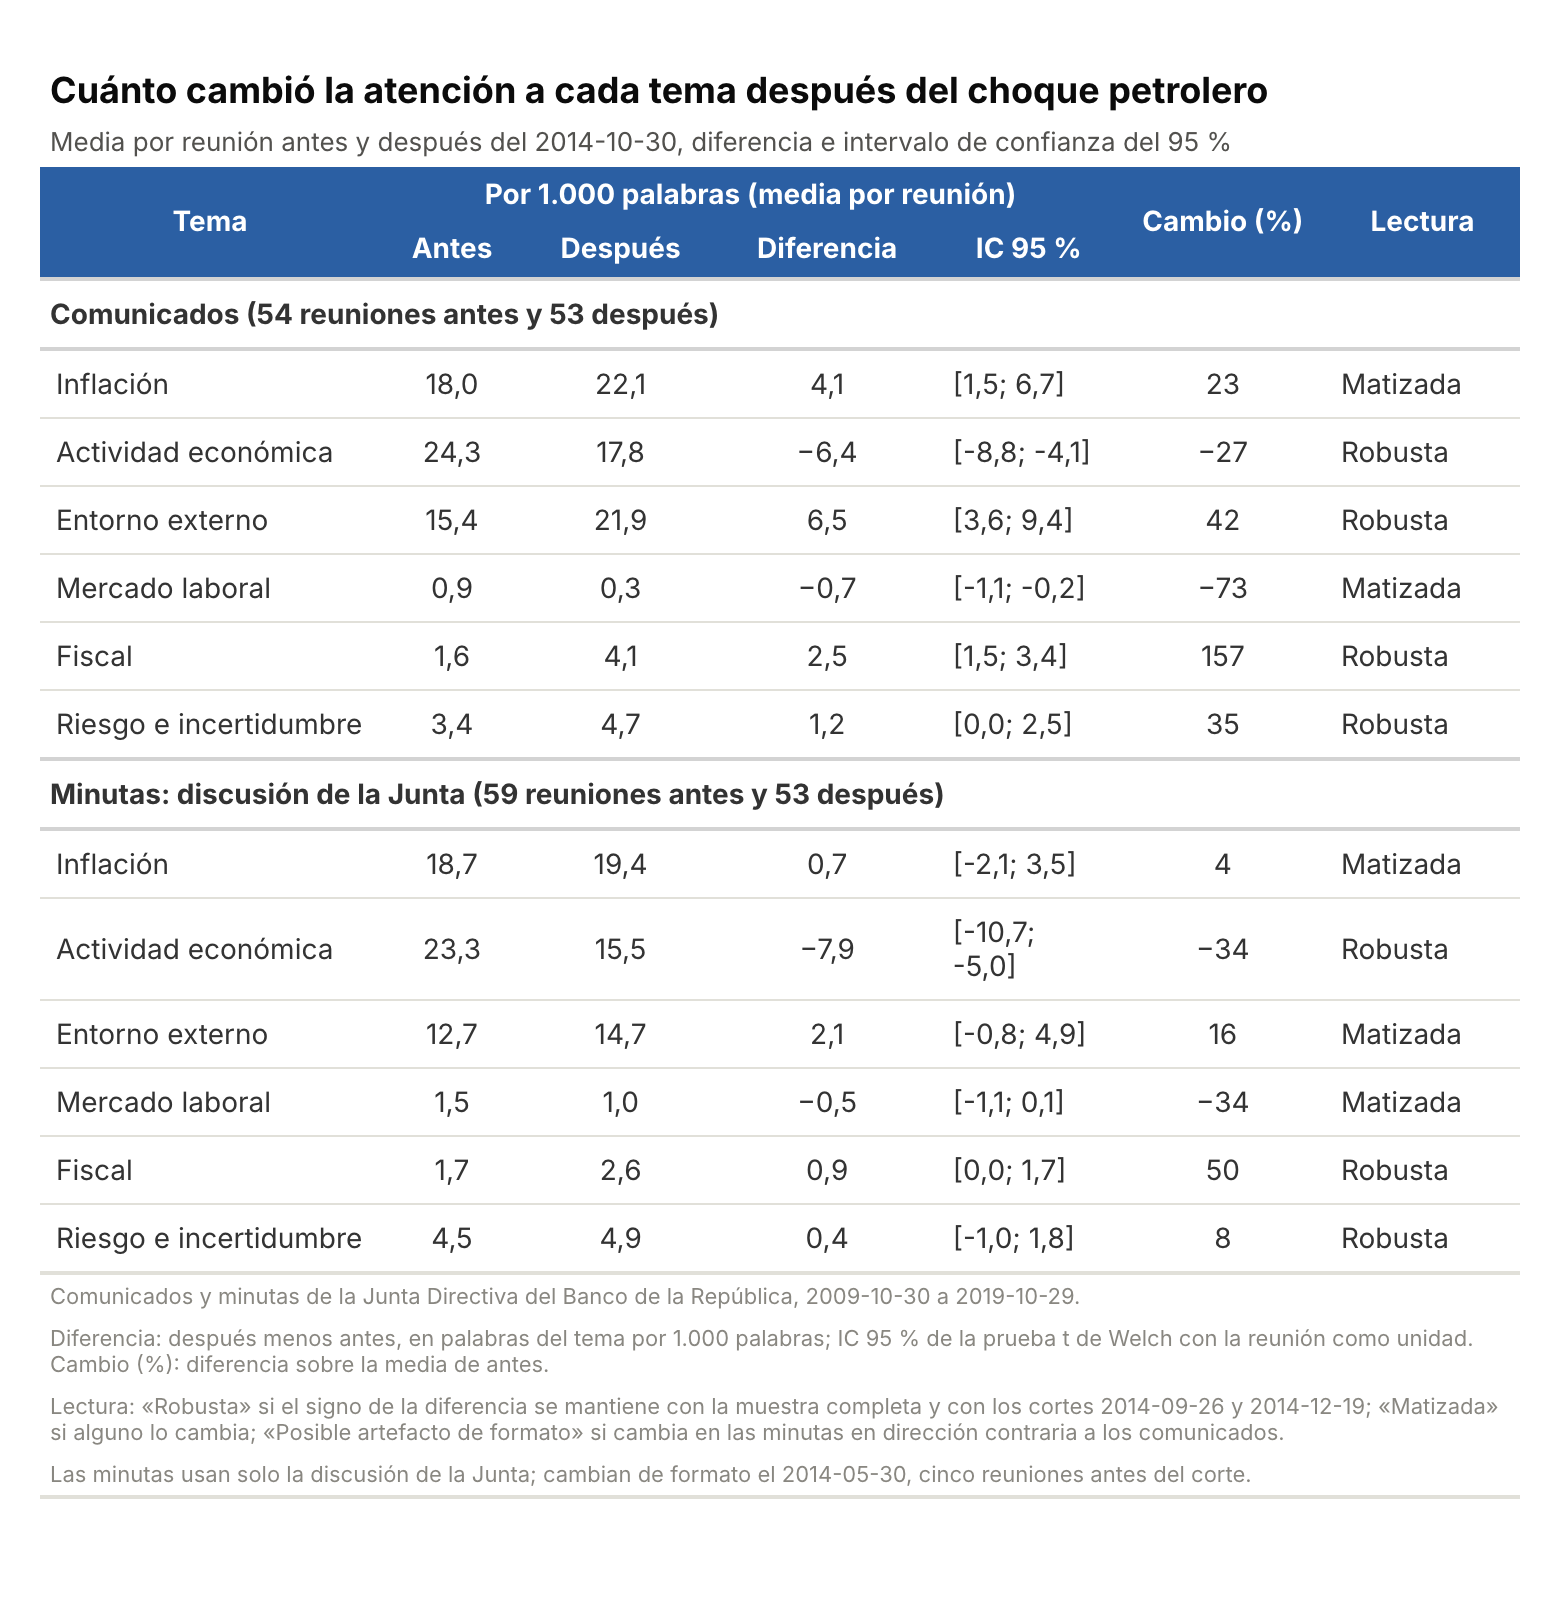 Cuánto cambió la atención a cada tema después del choque petrolero
Media por reunión antes y después del 2014-10-30, diferencia e intervalo de confianza del 95 %
Tema Por 1.000 palabras (media por reunión) Cambio (%) Lectura
Antes Después Diferencia IC 95 %
Comunicados (54 reuniones antes y 53 después)
Inflación 18,0 22,1 4,1 [1,5; 6,7] 23 Matizada
Actividad económica 24,3 17,8 −6,4 [-8,8; -4,1] −27 Robusta
Entorno externo 15,4 21,9 6,5 [3,6; 9,4] 42 Robusta
Mercado laboral 0,9 0,3 −0,7 [-1,1; -0,2] −73 Matizada
Fiscal 1,6 4,1 2,5 [1,5; 3,4] 157 Robusta
Riesgo e incertidumbre 3,4 4,7 1,2 [0,0; 2,5] 35 Robusta
Minutas: discusión de la Junta (59 reuniones antes y 53 después)
Inflación 18,7 19,4 0,7 [-2,1; 3,5] 4 Matizada
Actividad económica 23,3 15,5 −7,9 [-10,7; -5,0] −34 Robusta
Entorno externo 12,7 14,7 2,1 [-0,8; 4,9] 16 Matizada
Mercado laboral 1,5 1,0 −0,5 [-1,1; 0,1] −34 Matizada
Fiscal 1,7 2,6 0,9 [0,0; 1,7] 50 Robusta
Riesgo e incertidumbre 4,5 4,9 0,4 [-1,0; 1,8] 8 Robusta
Comunicados y minutas de la Junta Directiva del Banco de la República, 2009-10-30 a 2019-10-29.
Diferencia: después menos antes, en palabras del tema por 1.000 palabras; IC 95 % de la prueba t de Welch con la reunión como unidad.
Cambio (%): diferencia sobre la media de antes.
Lectura: «Robusta» si el signo de la diferencia se mantiene con la muestra completa y con los cortes 2014-09-26 y 2014-12-19; «Matizada»
si alguno lo cambia; «Posible artefacto de formato» si cambia en las minutas en dirección contraria a los comunicados.
Las minutas usan solo la discusión de la Junta; cambian de formato el 2014-05-30, cinco reuniones antes del corte.